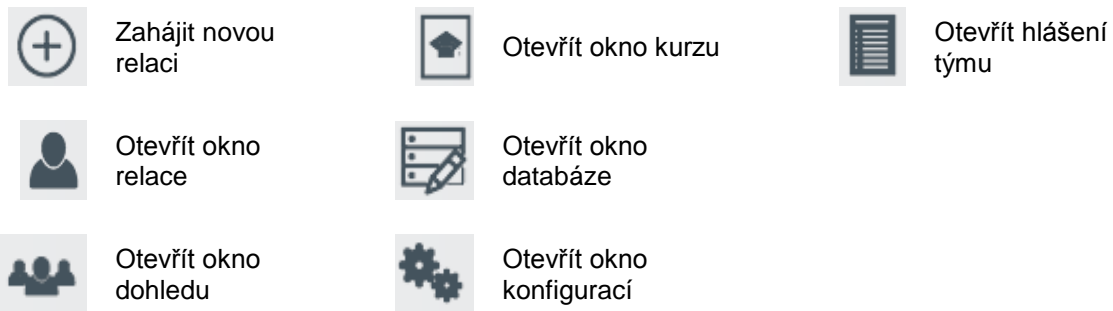 Zahájit novou
relaci
Otevřít okno kurzu
Otevřít hlášení
týmu
Otevřít okno
relace
Otevřít okno
databáze
Otevřít okno
dohledu
Otevřít okno
konfigurací